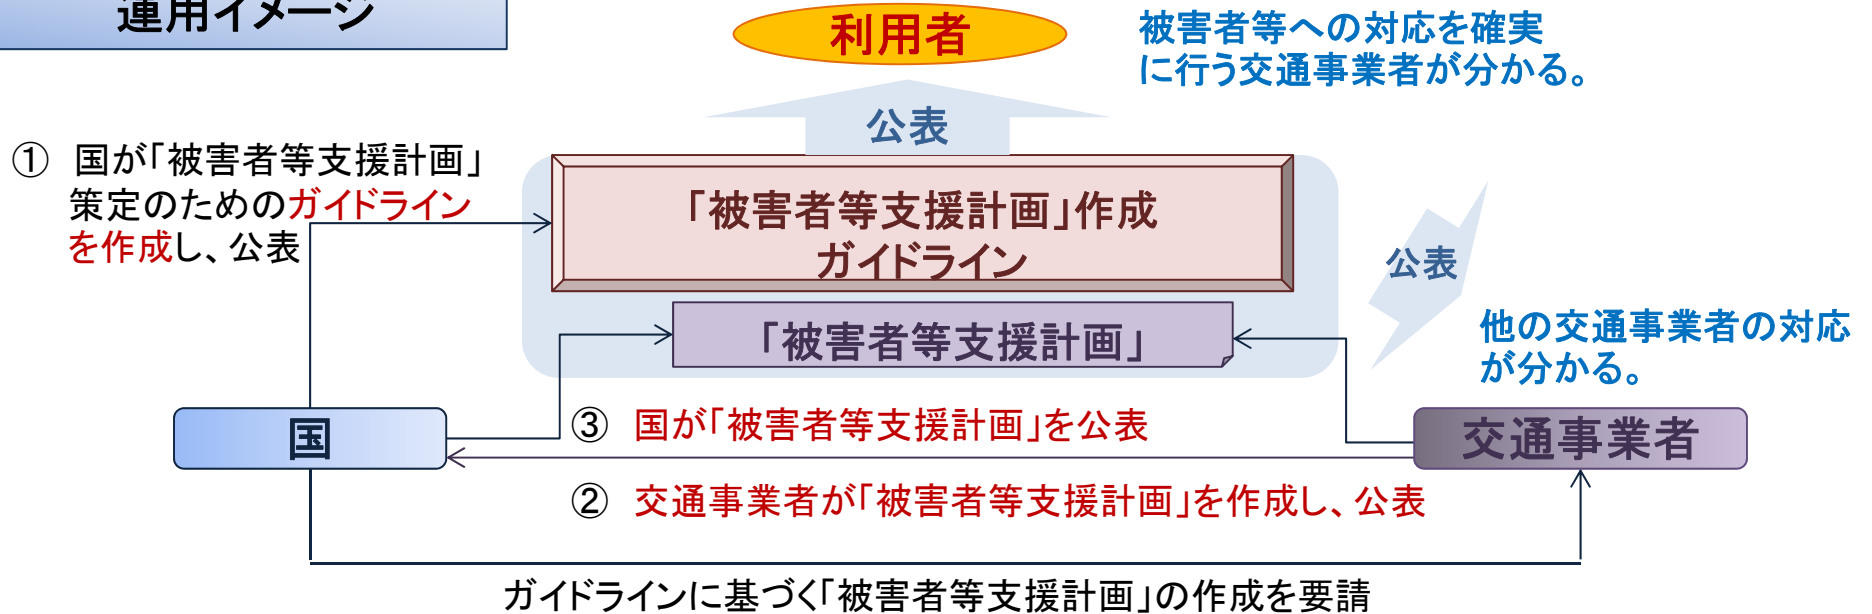 運用イメージ
利用者
被害者等への対応を確実
に行う交通事業者が分かる。
公表
① 国が「被害者等支援計画」
策定のためのガイドライン
を作成し、公表
「被害者等支援計画」作成
ガイドライン
公表
「被害者等支援計画」
他の交通事業者の対応
が分かる。
国
③ 国が「被害者等支援計画」を公表
交通事業者
② 交通事業者が「被害者等支援計画」を作成し、公表
ガイドラインに基づく「被害者等支援計画」の作成を要請